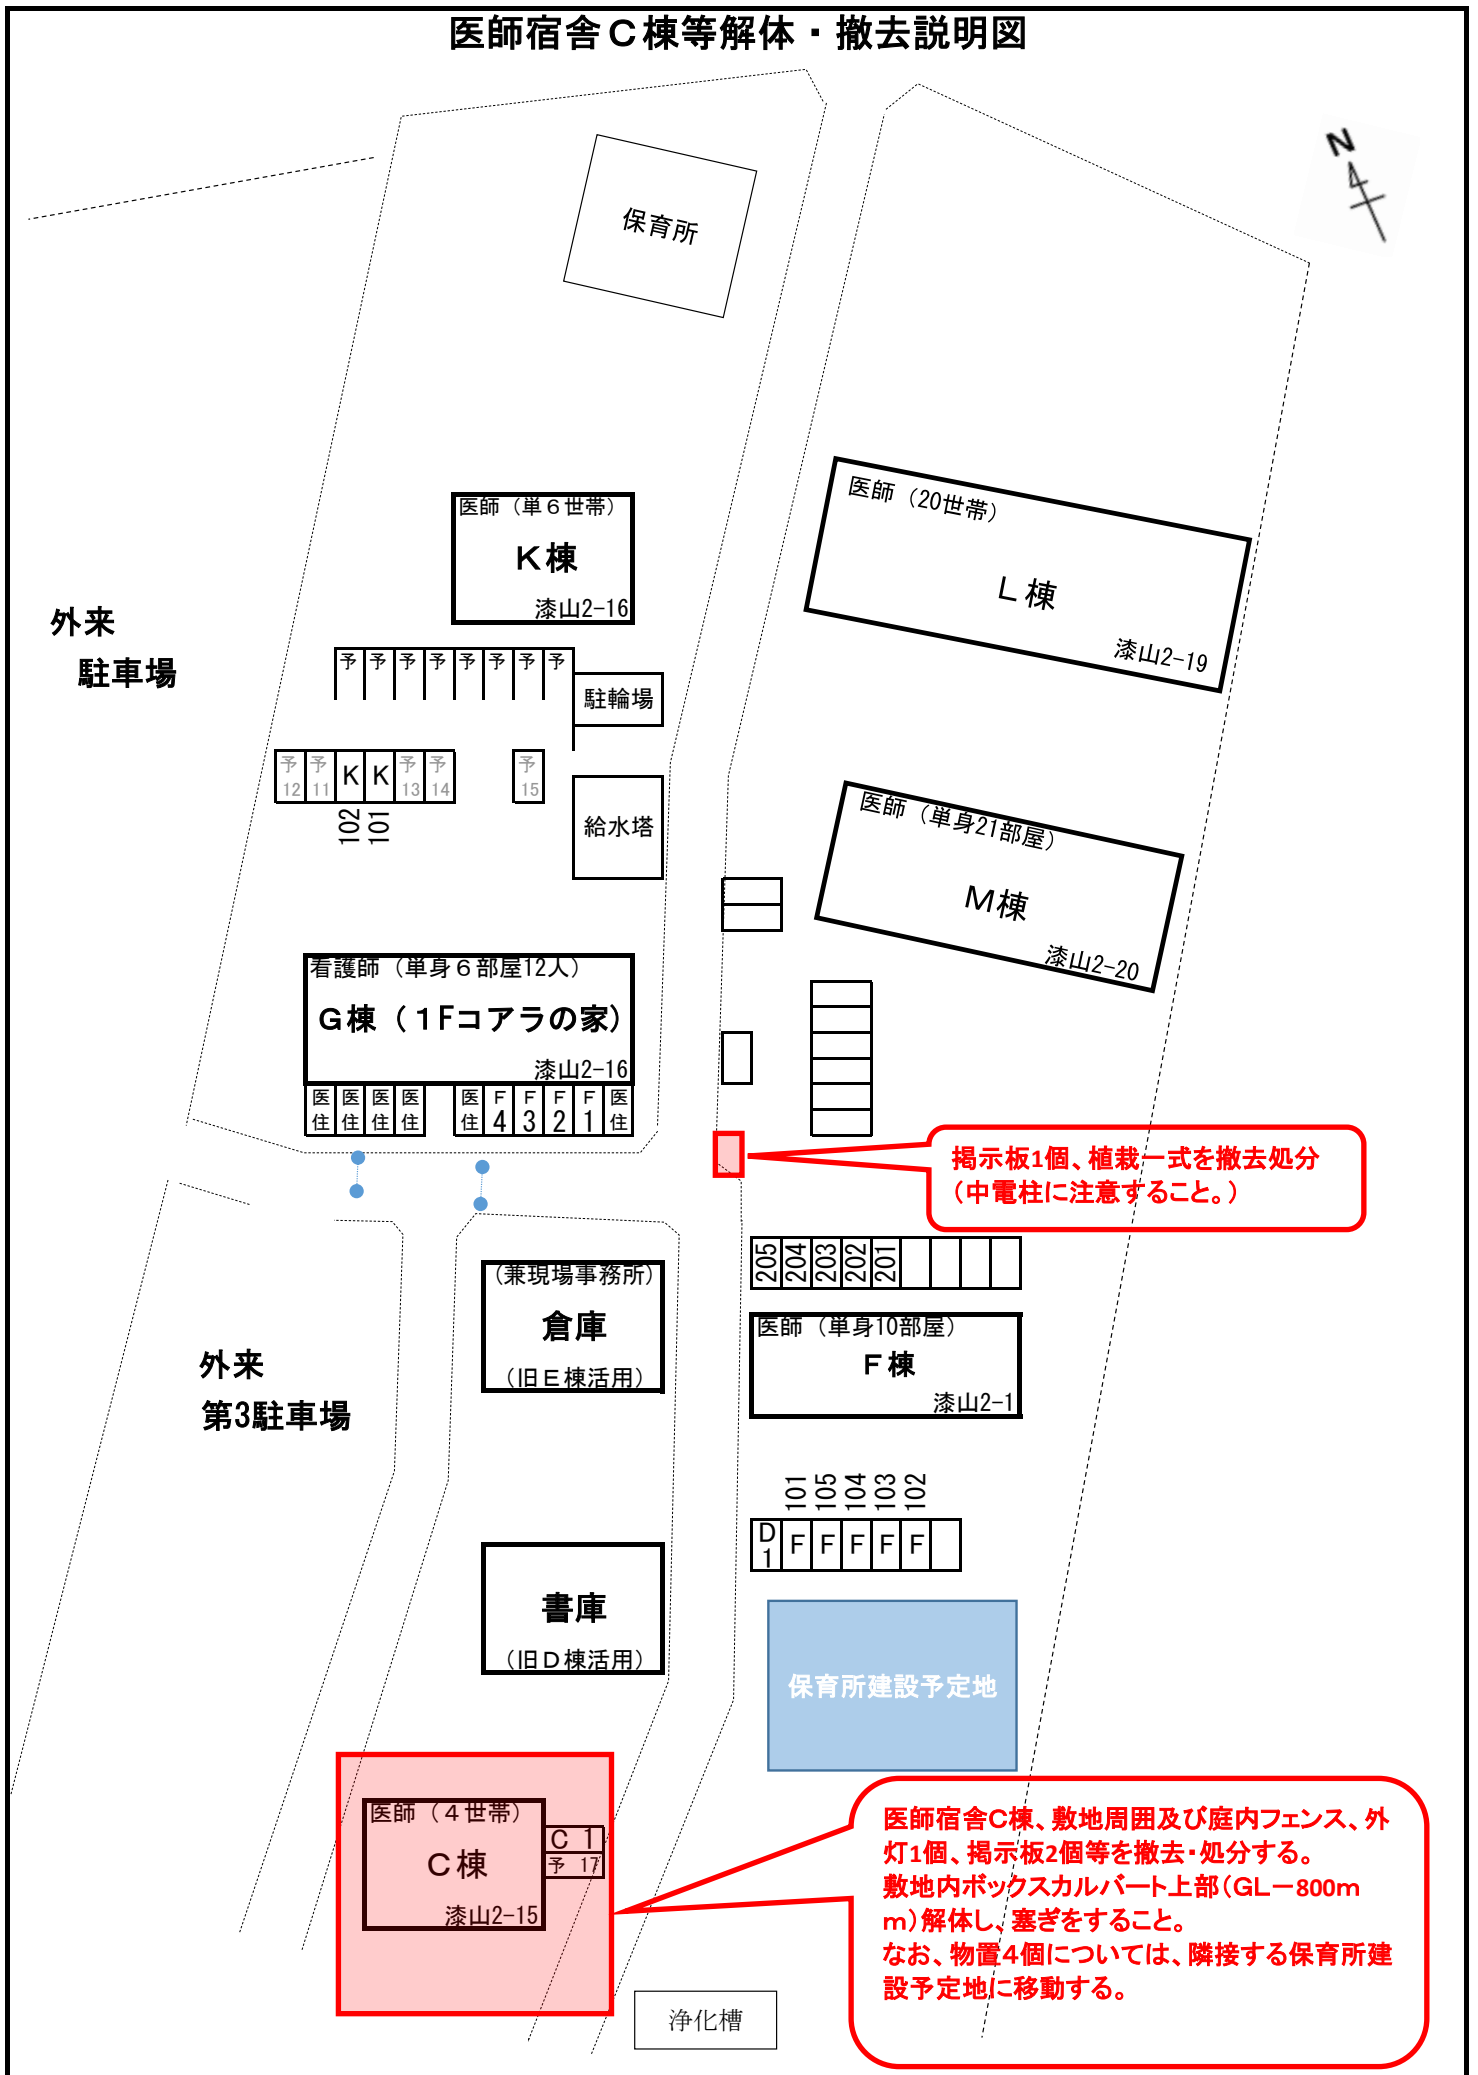 医師宿舎C棟等解体・撤去説明図
N
保育所
医師（20世帯）
L棟
漆山2-19
医師（単６世帯）
K棟
漆山2-16
外来
駐車場
予 予 予 予 予 予 予 予
駐輪場
予 予 K K 予 予 予
12 11 13 14 15
102 101
給水塔
医師（単身21部屋）
M棟
漆山2-20
看護師（単身６部屋12人）
G棟（１Fコアラの家）
漆山2-16
医 医 医 医 医 F F F F 医
住 住 住 住 住 4 3 2 1 住
掲示板1個、植栽一式を撤去処分
（中電柱に注意すること。）
205 204 203 202 201
（兼現場事務所）
倉庫
（旧E棟活用）
医師（単身10部屋）
F棟
漆山2-1
外来
第3駐車場
101 105 104 103 102
D F F F F F
1
書庫
（旧D棟活用）
保育所建設予定地
医師（４世帯）
C棟
漆山2-15
C 1
予 17
医師宿舎C棟、敷地周囲及び庭内フェンス、外
灯1個、掲示板2個等を撤去・処分する。
敷地内ボックスカルバート上部（GL－800m
m）解体し、塞ぎをすること。
なお、物置4個については、隣接する保育所建
設予定地に移動する。
浄化槽